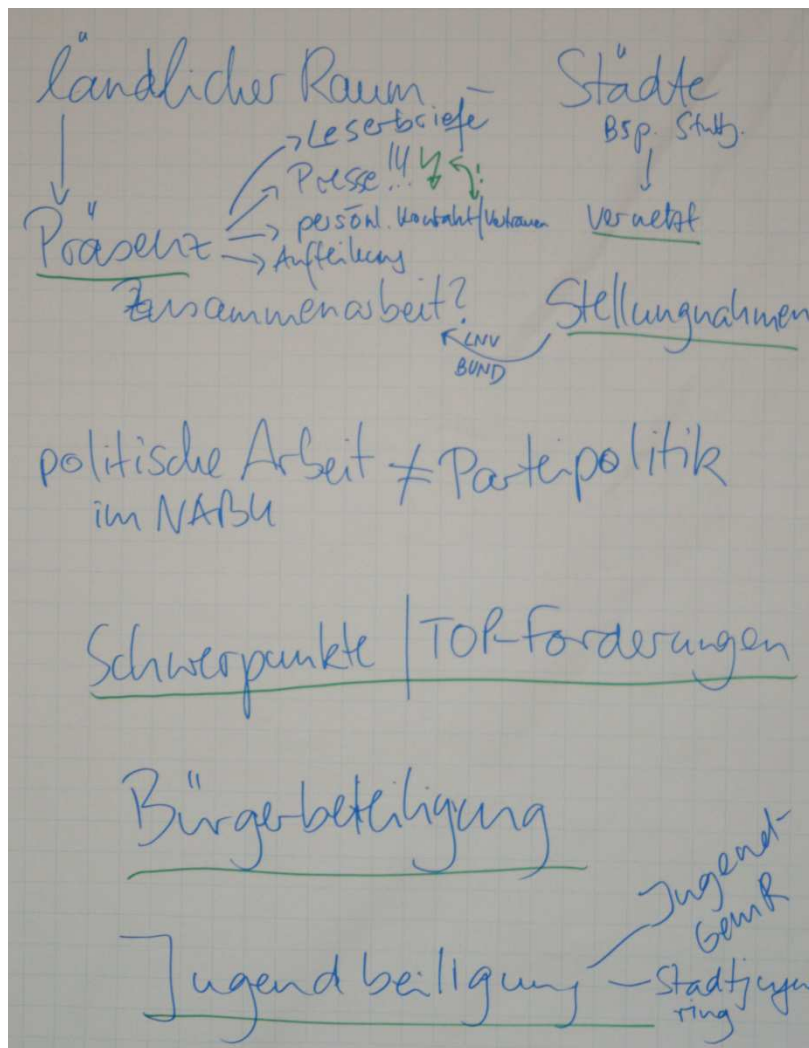 ländlicher Raum – Städte
Bsp. Stuttg.
Leserbriefe
Presse!!!
persönl. Kontakt/Vertrauen
vernetzt
Präsenz
Aufteilung
Zusammenarbeit?
Stellungnahmen
LNV
BUND
politische Arbeit ≠ Parteipolitik
im NABU
Schwerpunkte | TOP-Forderungen
Bürgerbeteiligung
Jugend-
GemR
Jugendbeiligung – Stadtjugen
ring